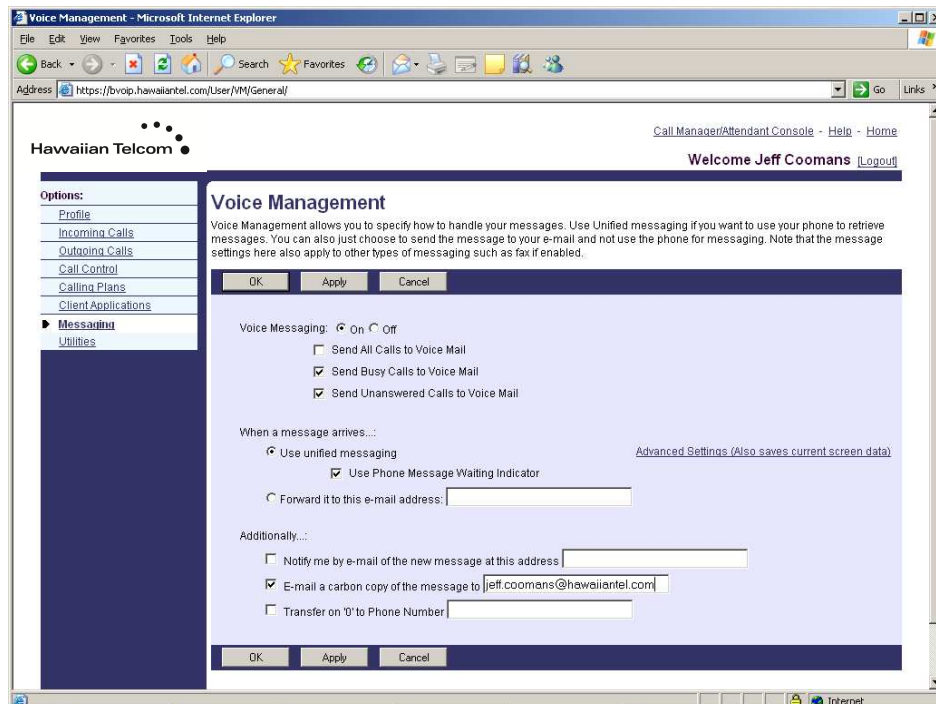 Voice Management - Microsoft Internet Explorer
File Edit View Favorites Tools Help
Back Search Favorites
Address https://bvoip.hawaiiantel.com/User/VM/General/ Go Links
Hawaiian Telcom
Call Manager/Attendant Console - Help - Home
Welcome Jeff Coomans [Logout]
Options:
Profile
Incoming Calls
Outgoing Calls
Call Control
Calling Plans
Client Applications
Messaging
Utilities
Voice Management
Voice Management allows you to specify how to handle your messages. Use Unified messaging if you want to use your phone to retrieve
messages. You can also just choose to send the message to your e-mail and not use the phone for messaging. Note that the message
settings here also apply to other types of messaging such as fax if enabled.
OK Apply Cancel
Voice Messaging: On Off
Send All Calls to Voice Mail
Send Busy Calls to Voice Mail
Send Unanswered Calls to Voice Mail
When a message arrives...:
Use unified messaging
Advanced Settings (Also saves current screen data)
Use Phone Message Waiting Indicator
Forward it to this e-mail address:
Additionally...:
Notify me by e-mail of the new message at this address
E-mail a carbon copy of the message to jeff.coomans@hawaiiantel.com
Transfer on '0' to Phone Number
OK Apply Cancel
Internet